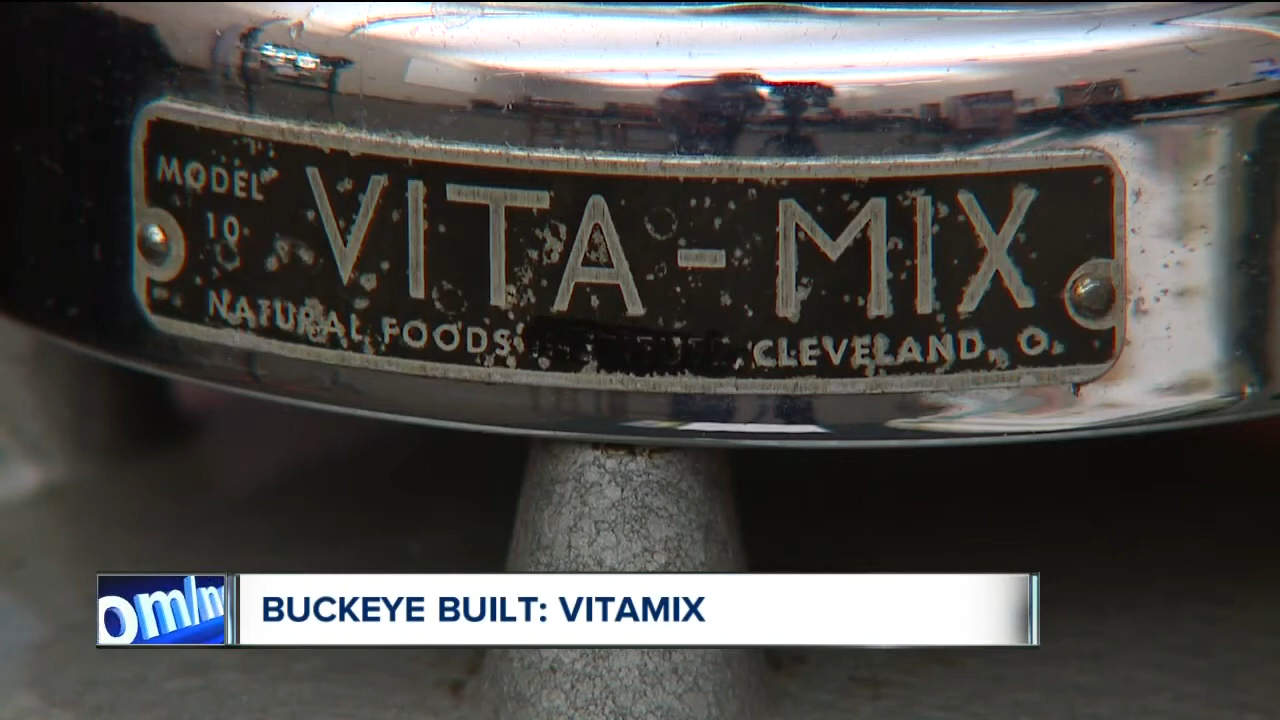 MODEL
10
VITA-MIX
NATURAL FOODS CLEVELAND, O.
BUCKEYE BUILT: VITAMIX